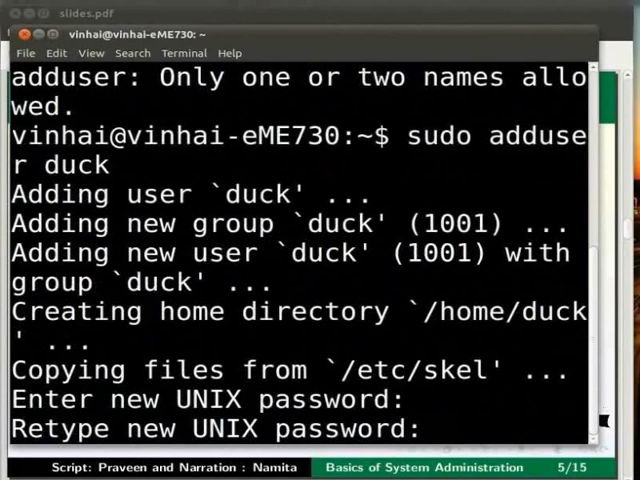 slides.pdf
vinhai@vinhai-eME730: ~
File Edit View Search Terminal Help
adduser: Only one or two names allo
wed.
vinhai@vinhai-eME730:~$ sudo adduse
r duck
Adding user `duck' ...
Adding new group `duck' (1001) ...
Adding new user `duck' (1001) with
group `duck' ...
Creating home directory `/home/duck
' ...
Copying files from `/etc/skel' ...
Enter new UNIX password:
Retype new UNIX password:
Script: Praveen and Narration : Namita Basics of System Administration 5/15